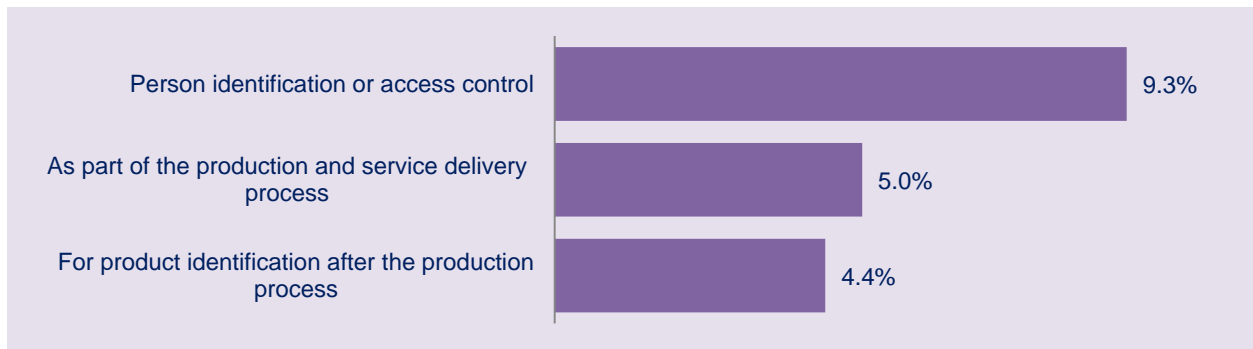 Person identification or access control
9.3%
As part of the production and service delivery
process
5.0%
For product identification after the production
process
4.4%